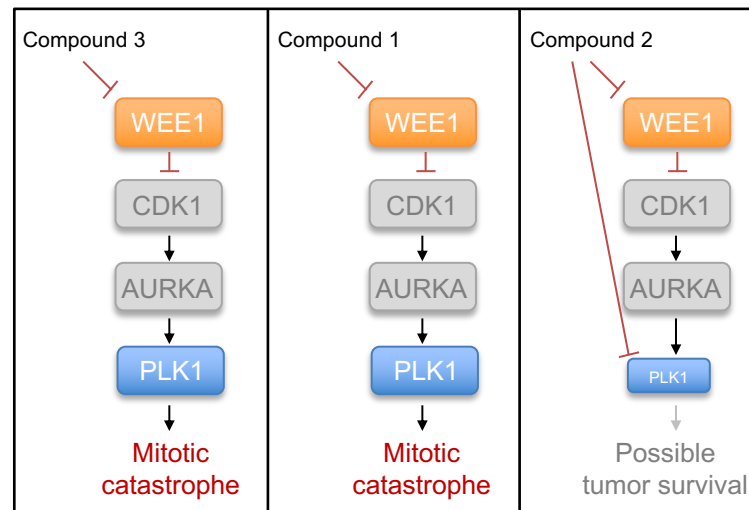 Compound 3
WEE1
CDK1
AURKA
PLK1
Mitotic
catastrophe
Compound 1
WEE1
CDK1
AURKA
PLK1
Mitotic
catastrophe
Compound 2
WEE1
CDK1
AURKA
PLK1
Possible
tumor survival